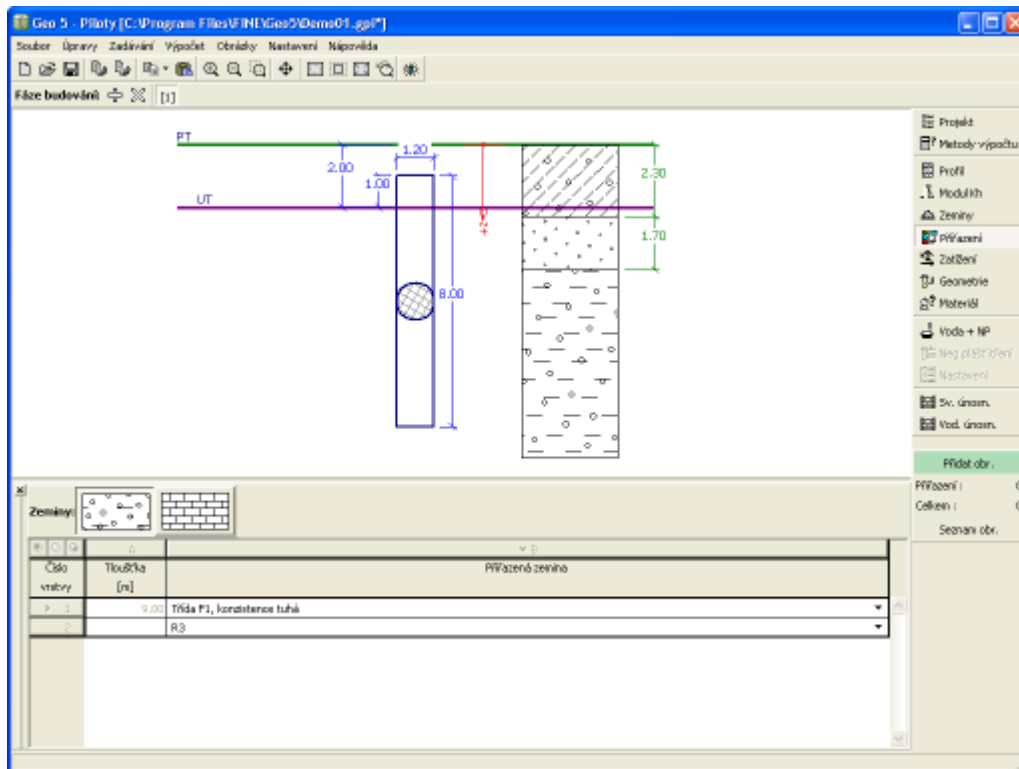 Geo 5 - Piloty [C:\Program Files\FINE\Geo5\Demo01.gpl*]
Soubor Úpravy Zadávání Výpočet Obrázky Nastavení Nápověda
Fáze budování: [1]
PT
1.20
2.00
1.00
UT
8.00
2.30
1.70
Projekt
Metody výpočtu
Profil
Modul kh
Zeminy
Přiřazení
Zatížení
Geometrie
Materiál
Voda + NP
Neg.plášť.tření
Nastavení
Sv. únosn.
Vod. únosn.
Přidat obr.
Přiřazení :
Celkem :
Seznam obr.
Zeminy:
Číslo vrstvy
Tloušťka [m]
Přiřazená zemina
1 9.00 Třída F1, konzistence tuhá
2 R3